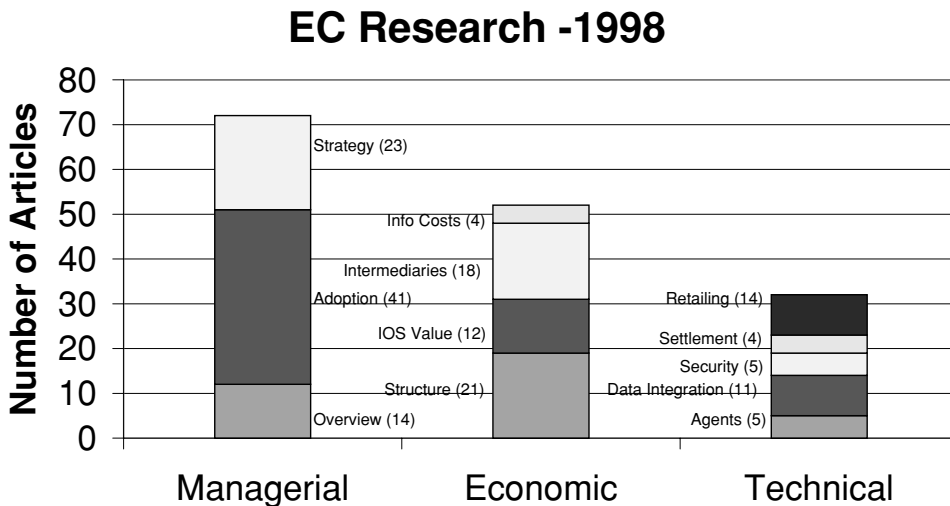 EC Research -1998
Number of Articles
80
70
60
50
40
30
20
10
0
Strategy (23)
Adoption (41)
Overview (14)
Info Costs (4)
Intermediaries (18)
IOS Value (12)
Structure (21)
Retailing (14)
Settlement (4)
Security (5)
Data Integration (11)
Agents (5)
Managerial
Economic
Technical